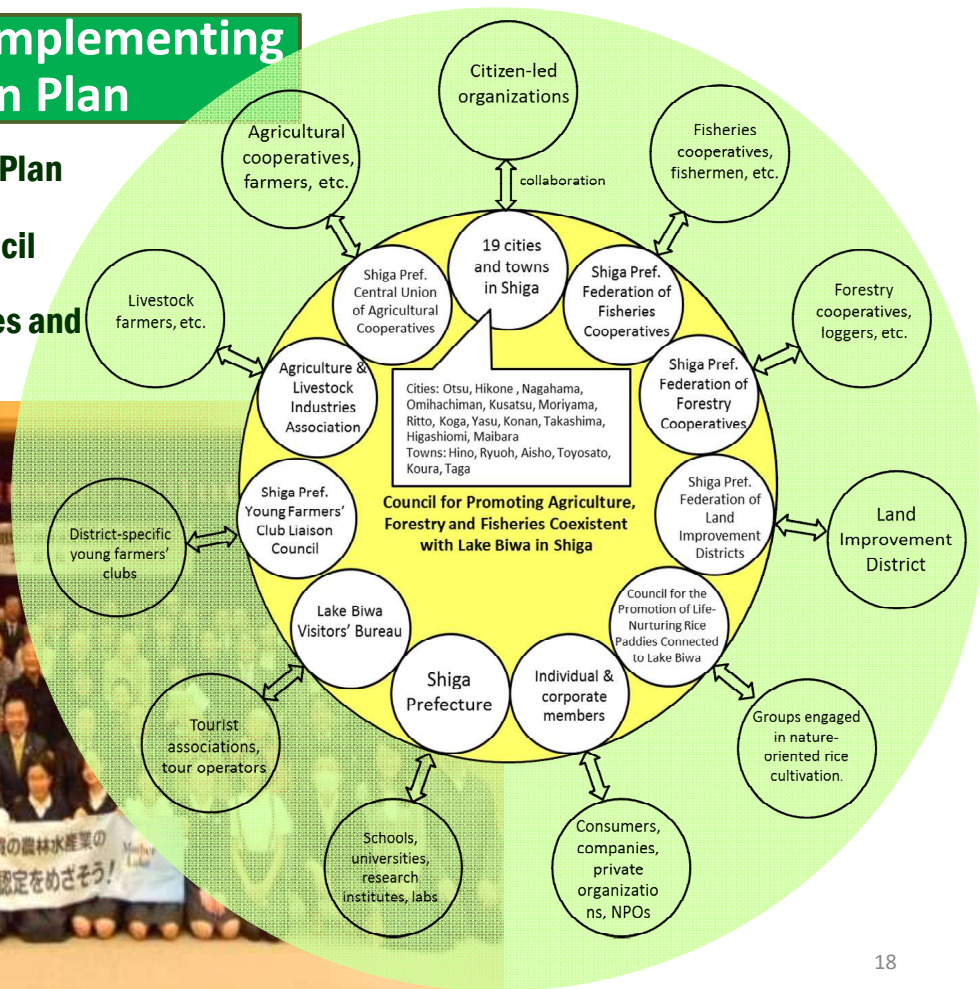 mplementing
n Plan
Plan
cil
es and
Citizen-led
organizations
Agricultural
cooperatives,
farmers, etc.
Fisheries
cooperatives,
fishermen, etc.
collaboration
19 cities
and towns
in Shiga
Shiga Pref.
Central Union
of Agricultural
Cooperatives
Shiga Pref.
Federation of
Fisheries
Cooperatives
Livestock
farmers, etc.
Forestry
cooperatives,
loggers, etc.
Agriculture &
Livestock
Industries
Association
Shiga Pref.
Federation of
Forestry
Cooperatives
Cities: Otsu, Hikone , Nagahama,
Omihachiman, Kusatsu, Moriyama,
Ritto, Koga, Yasu, Konan, Takashima,
Higashiomi, Maibara
Towns: Hino, Ryuoh, Aisho, Toyosato,
Koura, Taga
Council for Promoting Agriculture,
Forestry and Fisheries Coexistent
with Lake Biwa in Shiga
Shiga Pref.
Young Farmers'
Club Liaison
Council
Shiga Pref.
Federation of
Land
Improvement
Districts
District-specific
young farmers'
clubs
Land
Improvement
District
Lake Biwa
Visitors' Bureau
Council for the
Promotion of Life-
Nurturing Rice
Paddies Connected
to Lake Biwa
Shiga
Prefecture
Individual &
corporate
members
Tourist
associations,
tour operators
Groups engaged
in nature-
oriented rice
cultivation.
Schools,
universities,
research
institutes, labs
Consumers,
companies,
private
organizatio
ns, NPOs
の農林水産業の
認定をめざそう!
Mother
Lake
18